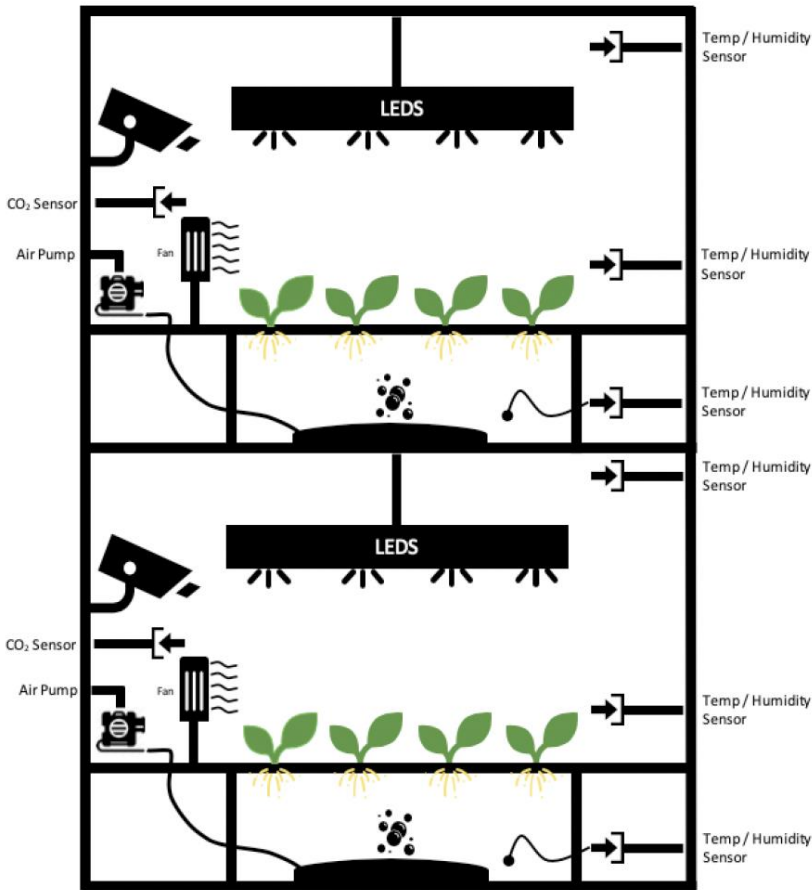 Temp / Humidity
Sensor
LEDS
CO₂ Sensor
Air Pump
Fan
Temp / Humidity
Sensor
Temp / Humidity
Sensor
Temp / Humidity
Sensor
LEDS
CO₂ Sensor
Air Pump
Fan
Temp / Humidity
Sensor
Temp / Humidity
Sensor